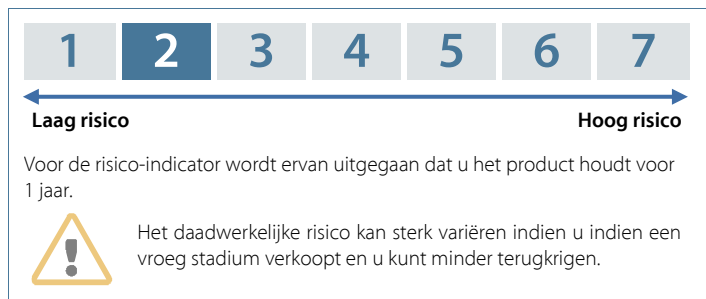 1 2 3 4 5 6 7
Laag risico Hoog risico
Voor de risico-indicator wordt ervan uitgegaan dat u het product houdt voor
1 jaar.
Het daadwerkelijke risico kan sterk variëren indien u indien een
vroeg stadium verkoopt en u kunt minder terugkrigen.